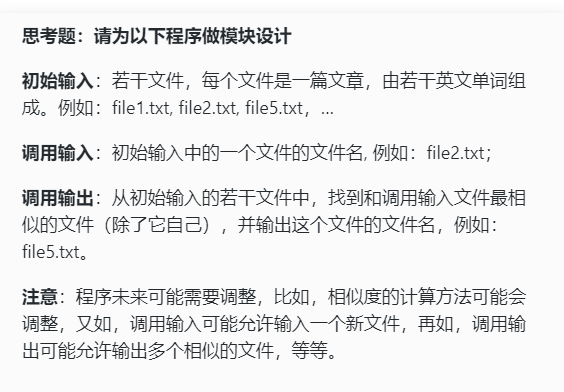 思考题：请为以下程序做模块设计
初始输入：若干文件，每个文件是一篇文章，由若干英文单词组
成。例如：file1.txt, file2.txt, file5.txt，...
调用输入：初始输入中的一个文件的文件名, 例如：file2.txt；
调用输出：从初始输入的若干文件中，找到和调用输入文件最相
似的文件（除了它自己），并输出这个文件的文件名，例如：
file5.txt。
注意：程序未来可能需要调整，比如，相似度的计算方法可能会
调整，又如，调用输入可能允许输入一个新文件，再如，调用输
出可能允许输出多个相似的文件，等等。